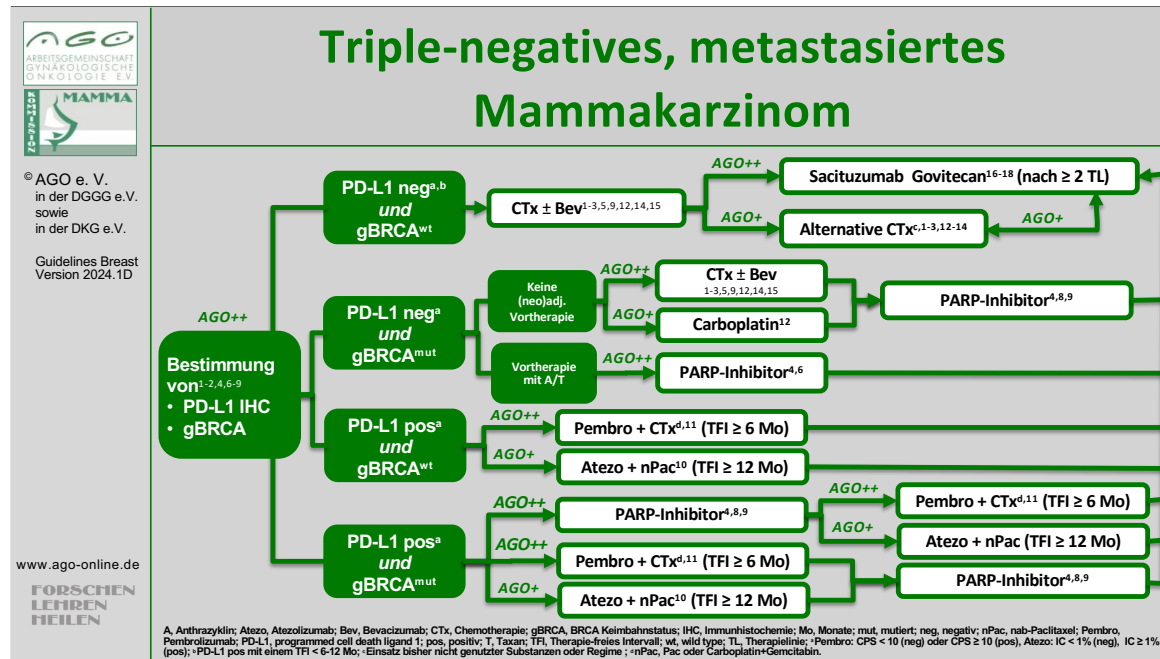 AGO
ARBEITSGEMEINSCHAFT
GYNÄKOLOGISCHE
ONKOLOGIE E.V.
KOMMISSION
MAMMA
Triple-negatives, metastasiertes
Mammakarzinom
© AGO e. V.
in der DGGG e.V.
sowie
in der DKG e.V.
Guidelines Breast
Version 2024.1D
www.ago-online.de
FORSCHEN
LEHREN
HEILEN
AGO++
Bestimmung
von1-2,4,6-9
• PD-L1 IHC
• gBRCA
PD-L1 nega,b
und
gBRCAwt
CTx ± Bev1-3,5,9,12,14,15
AGO++
Sacituzumab Govitecan16-18 (nach ≥ 2 TL)
AGO+
Alternative CTxc,1-3,12-14
AGO+
PD-L1 nega
und
gBRCAmut
Keine
(neo)adj.
Vortherapie
AGO++
CTx ± Bev
1-3,5,9,12,14,15
AGO+
Carboplatin12
PARP-Inhibitor4,8,9
Vortherapie
mit A/T
AGO++
PARP-Inhibitor4,6
PD-L1 posa
und
gBRCAwt
AGO++
Pembro + CTxd,11 (TFI ≥ 6 Mo)
AGO+
Atezo + nPac10 (TFI ≥ 12 Mo)
PD-L1 posa
und
gBRCAmut
AGO++
PARP-Inhibitor4,8,9
AGO++
Pembro + CTxd,11 (TFI ≥ 6 Mo)
AGO+
Atezo + nPac (TFI ≥ 12 Mo)
AGO++
Pembro + CTxd,11 (TFI ≥ 6 Mo)
AGO+
Atezo + nPac10 (TFI ≥ 12 Mo)
PARP-Inhibitor4,8,9
A, Anthrazyklin; Atezo, Atezolizumab; Bev, Bevacizumab; CTx, Chemotherapie; gBRCA, BRCA Keimbahnstatus; IHC, Immunhistochemie; Mo, Monate; mut, mutiert; neg, negativ; nPac, nab-Paclitaxel; Pembro,
Pembrolizumab; PD-L1, programmed cell death ligand 1; pos, positiv; T, Taxan; TFI, Therapie-freies Intervall; wt, wild type; TL, Therapielinie; aPembro: CPS < 10 (neg) oder CPS ≥ 10 (pos), Atezo: IC < 1% (neg), IC ≥ 1%
(pos); bPD-L1 pos mit einem TFI < 6-12 Mo; cEinsatz bisher nicht genutzter Substanzen oder Regime ; dnPac, Pac oder Carboplatin+Gemcitabin.